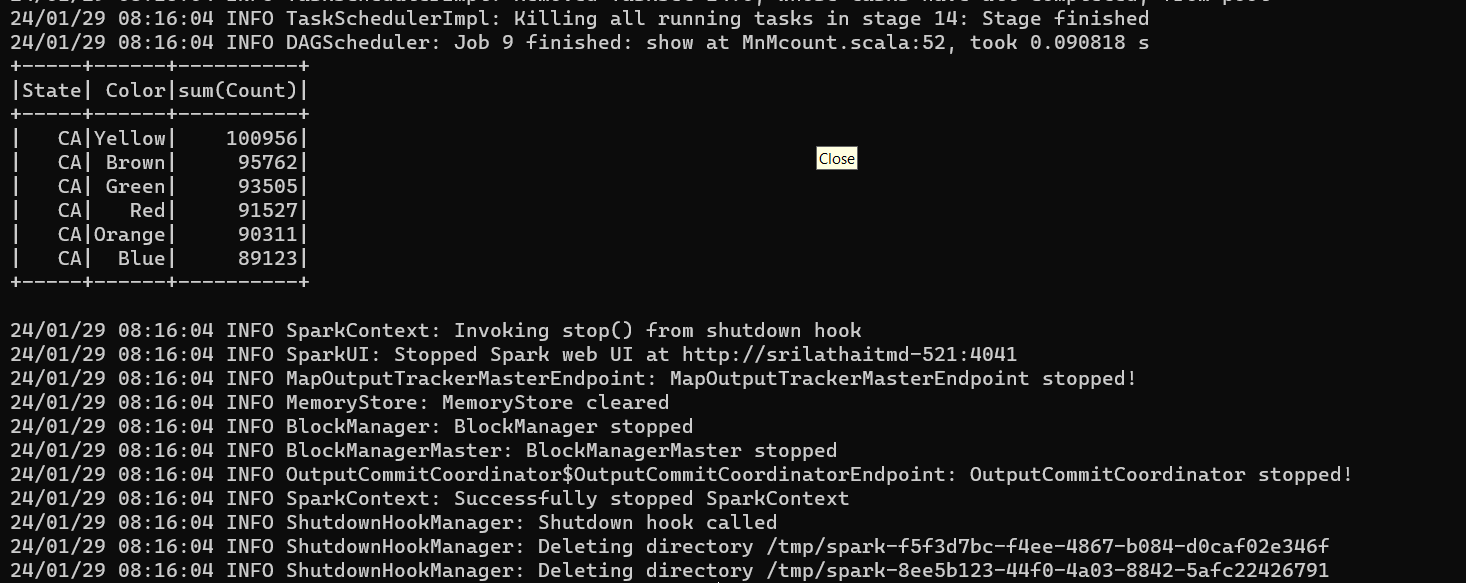 24/01/29 08:16:04 INFO TaskSchedulerImpl: Killing all running tasks in stage 14: Stage finished
24/01/29 08:16:04 INFO DAGScheduler: Job 9 finished: show at MnMcount.scala:52, took 0.090818 s
+-----+------+----------+
|State| Color|sum(Count)|
+-----+------+----------+
|   CA|Yellow|    100956|
|   CA| Brown|     95762|
Close
|   CA| Green|     93505|
|   CA|   Red|     91527|
|   CA|Orange|     90311|
|   CA|  Blue|     89123|
+-----+------+----------+
24/01/29 08:16:04 INFO SparkContext: Invoking stop() from shutdown hook
24/01/29 08:16:04 INFO SparkUI: Stopped Spark web UI at http://srilathaitmd-521:4041
24/01/29 08:16:04 INFO MapOutputTrackerMasterEndpoint: MapOutputTrackerMasterEndpoint stopped!
24/01/29 08:16:04 INFO MemoryStore: MemoryStore cleared
24/01/29 08:16:04 INFO BlockManager: BlockManager stopped
24/01/29 08:16:04 INFO BlockManagerMaster: BlockManagerMaster stopped
24/01/29 08:16:04 INFO OutputCommitCoordinator$OutputCommitCoordinatorEndpoint: OutputCommitCoordinator stopped!
24/01/29 08:16:04 INFO SparkContext: Successfully stopped SparkContext
24/01/29 08:16:04 INFO ShutdownHookManager: Shutdown hook called
24/01/29 08:16:04 INFO ShutdownHookManager: Deleting directory /tmp/spark-f5f3d7bc-f4ee-4867-b084-d0caf02e346f
24/01/29 08:16:04 INFO ShutdownHookManager: Deleting directory /tmp/spark-8ee5b123-44f0-4a03-8842-5afc22426791